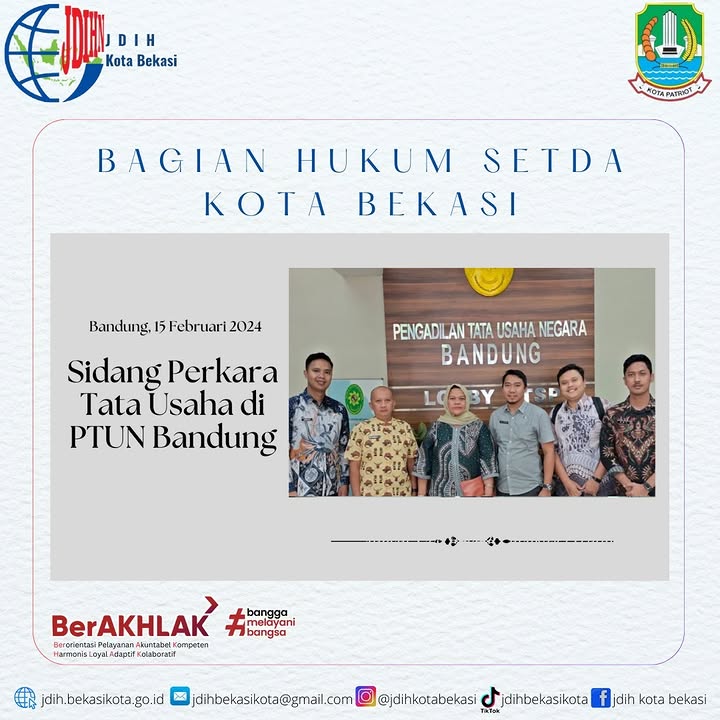 JDIHN
JDIH
Kota Bekasi
KOTA PATRIOT
BAGIAN HUKUM SETDA
KOTA BEKASI
Bandung, 15 Februari 2024
Sidang Perkara
Tata Usaha di
PTUN Bandung
PENGADILAN TATA USAHA NEGARA
BANDUNG
BerAKHLAK
Berorientasi Pelayanan Akuntabel Kompeten
Harmonis Loyal Adaptif Kolaboratif
#bangga
melayani
bangsa
jdih.bekasikota.go.id
jdihbekasikota@gmail.com
@jdihkotabekasi
TikTok
jdihbekasikota
jdih kota bekasi